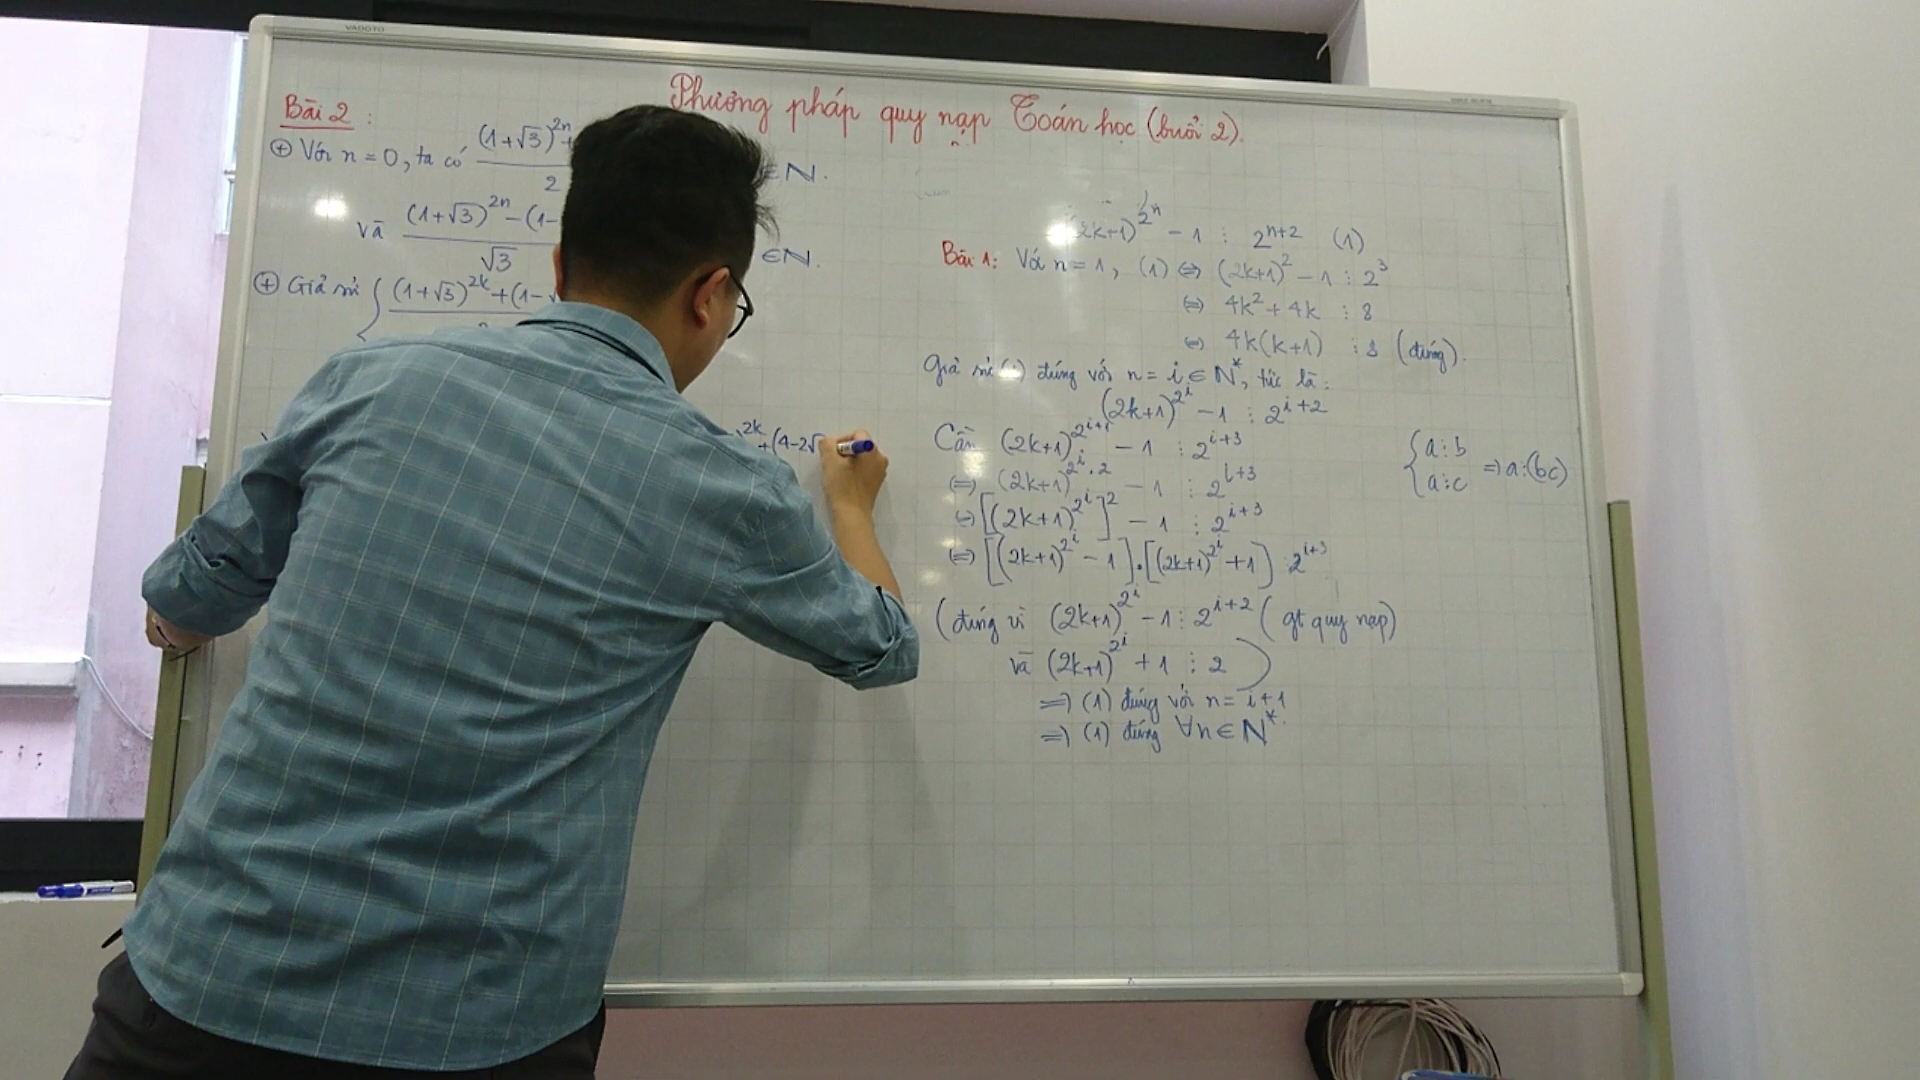 Phương pháp quy nạp Toán học (buổi 2).
Bài 2 :
⊕ Với n = 0, ta có (1+√3)^2n + / 2 ∈ N.
và (1+√3)^2n − (1− / √3 ∈ N.
⊕ Giả sử { (1+√3)^2k + (1−√
)^2k + (4−2√
(2k+1)^2^n − 1 ⋮ 2^n+2 (1)
Bài 1: Với n = 1, (1) ⇔ (2k+1)^2 − 1 ⋮ 2^3
⇔ 4k^2 + 4k ⋮ 8
⇔ 4k(k+1) ⋮ 8 (đúng).
Giả sử (1) đúng với n = i ∈ N*, tức là :
(2k+1)^2^i − 1 ⋮ 2^i+2
Cần (2k+1)^2^i+1 − 1 ⋮ 2^i+3
⇔ (2k+1)^2^i.2 − 1 ⋮ 2^i+3
⇔ [(2k+1)^2^i]^2 − 1 ⋮ 2^i+3
⇔ [(2k+1)^2^i − 1].[(2k+1)^2^i + 1] ⋮ 2^i+3
(đúng vì (2k+1)^2^i − 1 ⋮ 2^i+2 (gt quy nạp)
và (2k+1)^2^i + 1 ⋮ 2 )
⇒ (1) đúng với n = i+1
⇒ (1) đúng ∀n ∈ N*.
{ a ⋮ b
a ⋮ c ⇒ a ⋮ (bc)